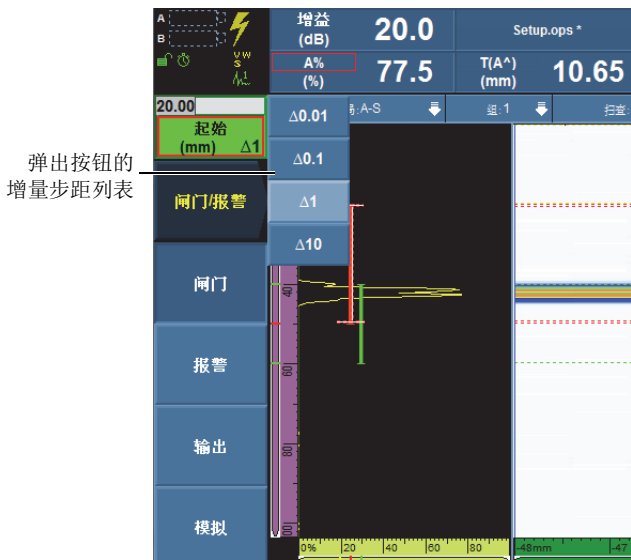 A
B
增益
(dB)
20.0
Setup.ops *
A%
(%)
77.5
T(A^)
(mm)
10.65
20.00
起始
(mm) Δ1
Δ0.01
Δ0.1
Δ1
Δ10
:A-S
组:1
扫查:
弹出按钮的
增量步距列表
闸门/报警
闸门
报警
输出
模拟
40
60
80
0% 20 40 60 80
-48mm -47